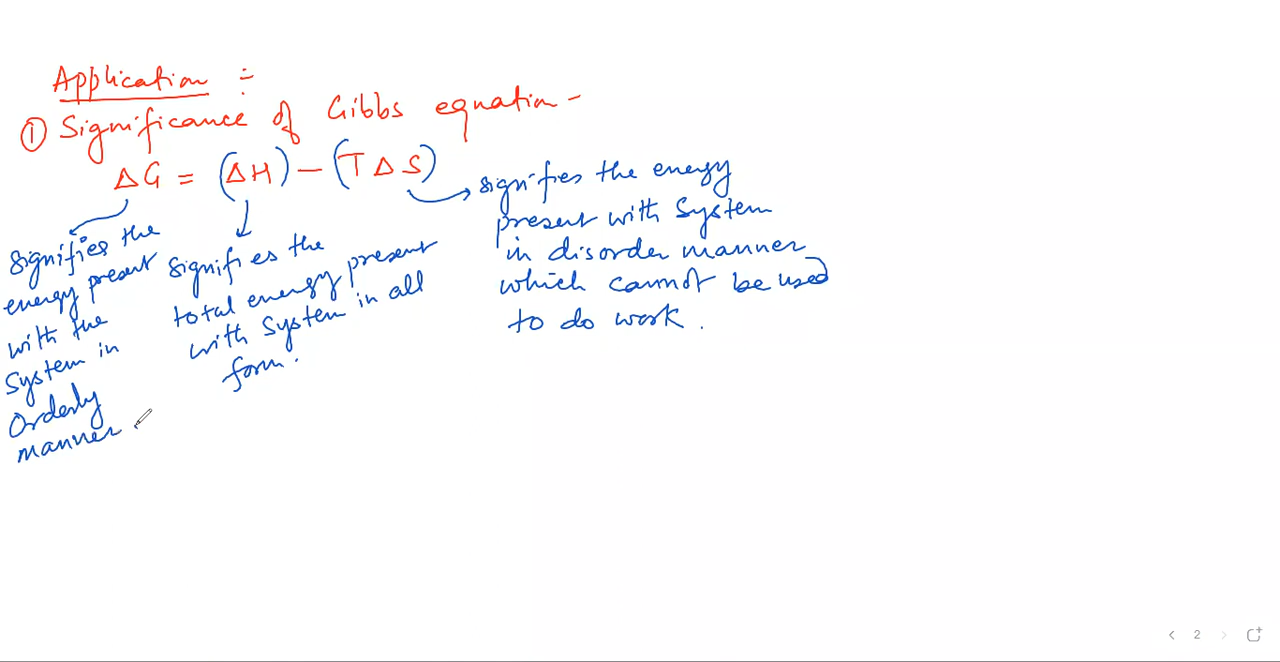 Application :-
① Significance of Gibbs equation -
ΔG = (ΔH) - (TΔS)
signifies the
energy present
with the
system in
Orderly
manner
signifies the
total energy present
with system in all
form.
signifies the energy
present with system
in disorder manner
which cannot be used
to do work.
2